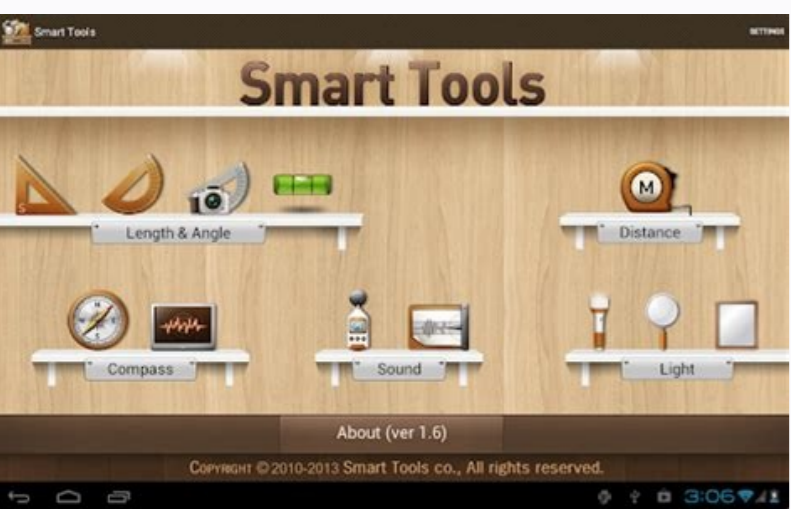 Smart Tools
SETTINGS
Smart Tools
S
M
Length & Angle
Distance
Compass
Sound
Light
About (ver 1.6)
Copyright © 2010-2013 Smart Tools co., All rights reserved.
3:06